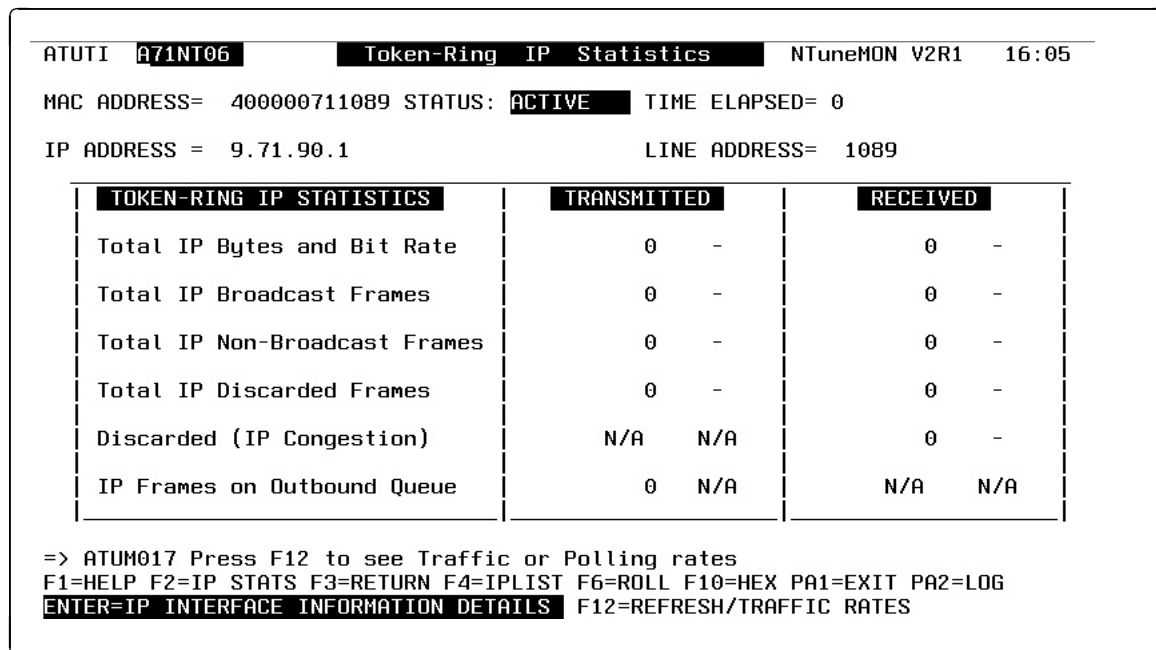 ATUTI A71NT06 Token-Ring IP Statistics NTuneMON V2R1 16:05
MAC ADDRESS= 400000711089 STATUS: ACTIVE TIME ELAPSED= 0
IP ADDRESS = 9.71.90.1 LINE ADDRESS= 1089
TOKEN-RING IP STATISTICS TRANSMITTED RECEIVED
Total IP Bytes and Bit Rate 0 - 0 -
Total IP Broadcast Frames 0 - 0 -
Total IP Non-Broadcast Frames 0 - 0 -
Total IP Discarded Frames 0 - 0 -
Discarded (IP Congestion) N/A N/A 0 -
IP Frames on Outbound Queue 0 N/A N/A N/A
=> ATUM017 Press F12 to see Traffic or Polling rates
F1=HELP F2=IP STATS F3=RETURN F4=IPLIST F6=ROLL F10=HEX PA1=EXIT PA2=LOG
ENTER=IP INTERFACE INFORMATION DETAILS F12=REFRESH/TRAFFIC RATES